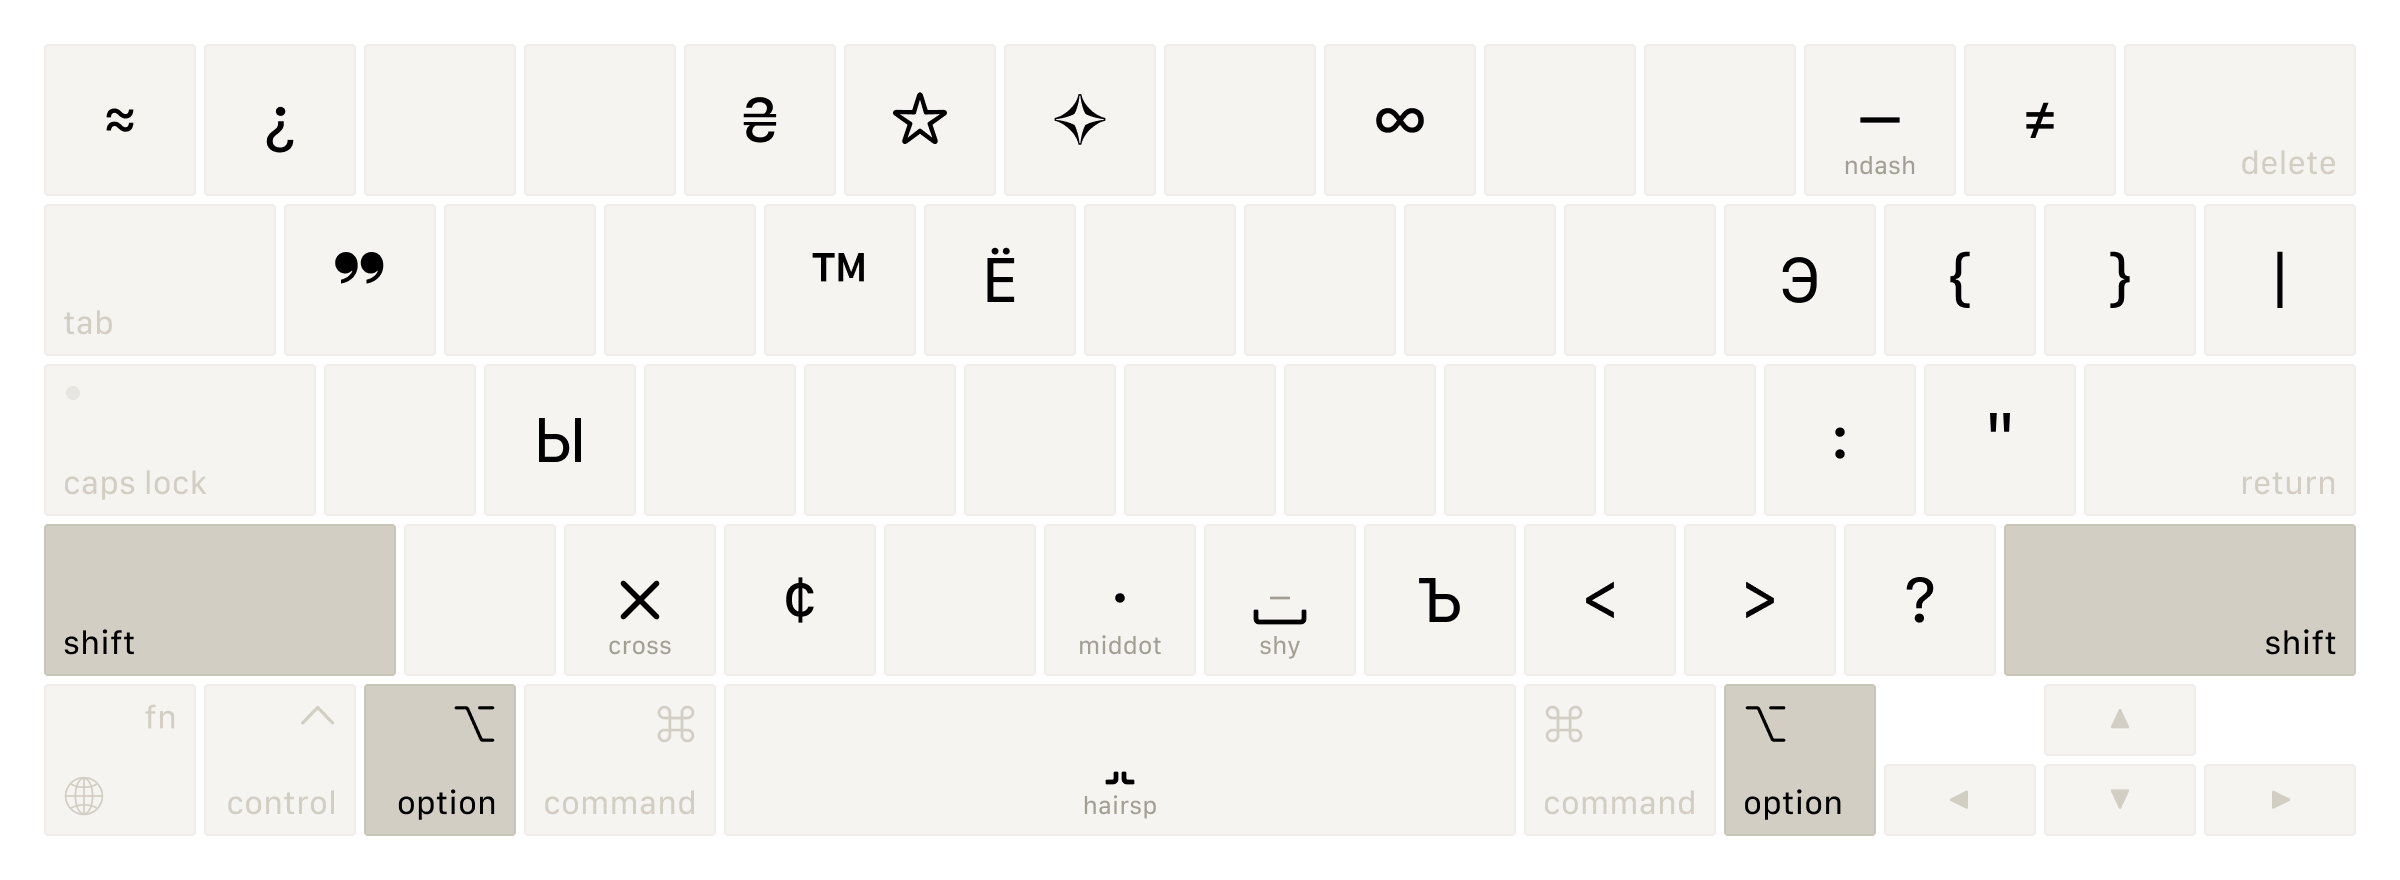 ≈ ¿ ₴ ☆ ✧ ∞ – ≠
ndash delete
” ™ Ё Э { } |
tab
Ы : "
caps lock return
× ¢ · Ъ < > ?
shift cross middot shy shift
fn ⌃ ⌥ ⌘ ⌘ ⌥ ▲
control option command hairsp command option ◀ ▼ ▶